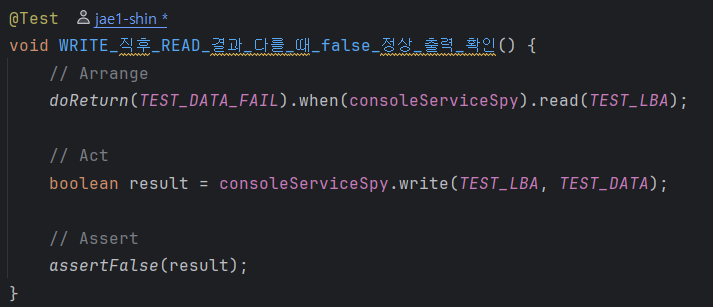 @Test jae1-shin *
void WRITE_직후_READ_결과_다를_때_false_정상_출력_확인() {
// Arrange
doReturn(TEST_DATA_FAIL).when(consoleServiceSpy).read(TEST_LBA);
// Act
boolean result = consoleServiceSpy.write(TEST_LBA, TEST_DATA);
// Assert
assertFalse(result);
}